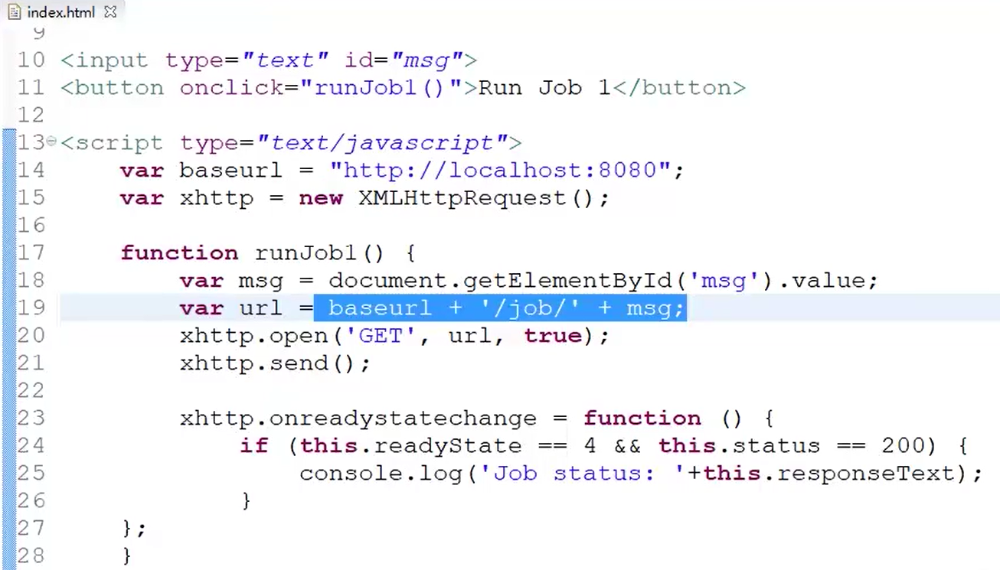 index.html
9
10 <input type="text" id="msg">
11 <button onclick="runJob1()">Run Job 1</button>
12
13 <script type="text/javascript">
14 var baseurl = "http://localhost:8080";
15 var xhttp = new XMLHttpRequest();
16
17 function runJob1() {
18 var msg = document.getElementById('msg').value;
19 var url = baseurl + '/job/' + msg;
20 xhttp.open('GET', url, true);
21 xhttp.send();
22
23 xhttp.onreadystatechange = function () {
24 if (this.readyState == 4 && this.status == 200) {
25 console.log('Job status: '+this.responseText);
26 }
27 };
28 }